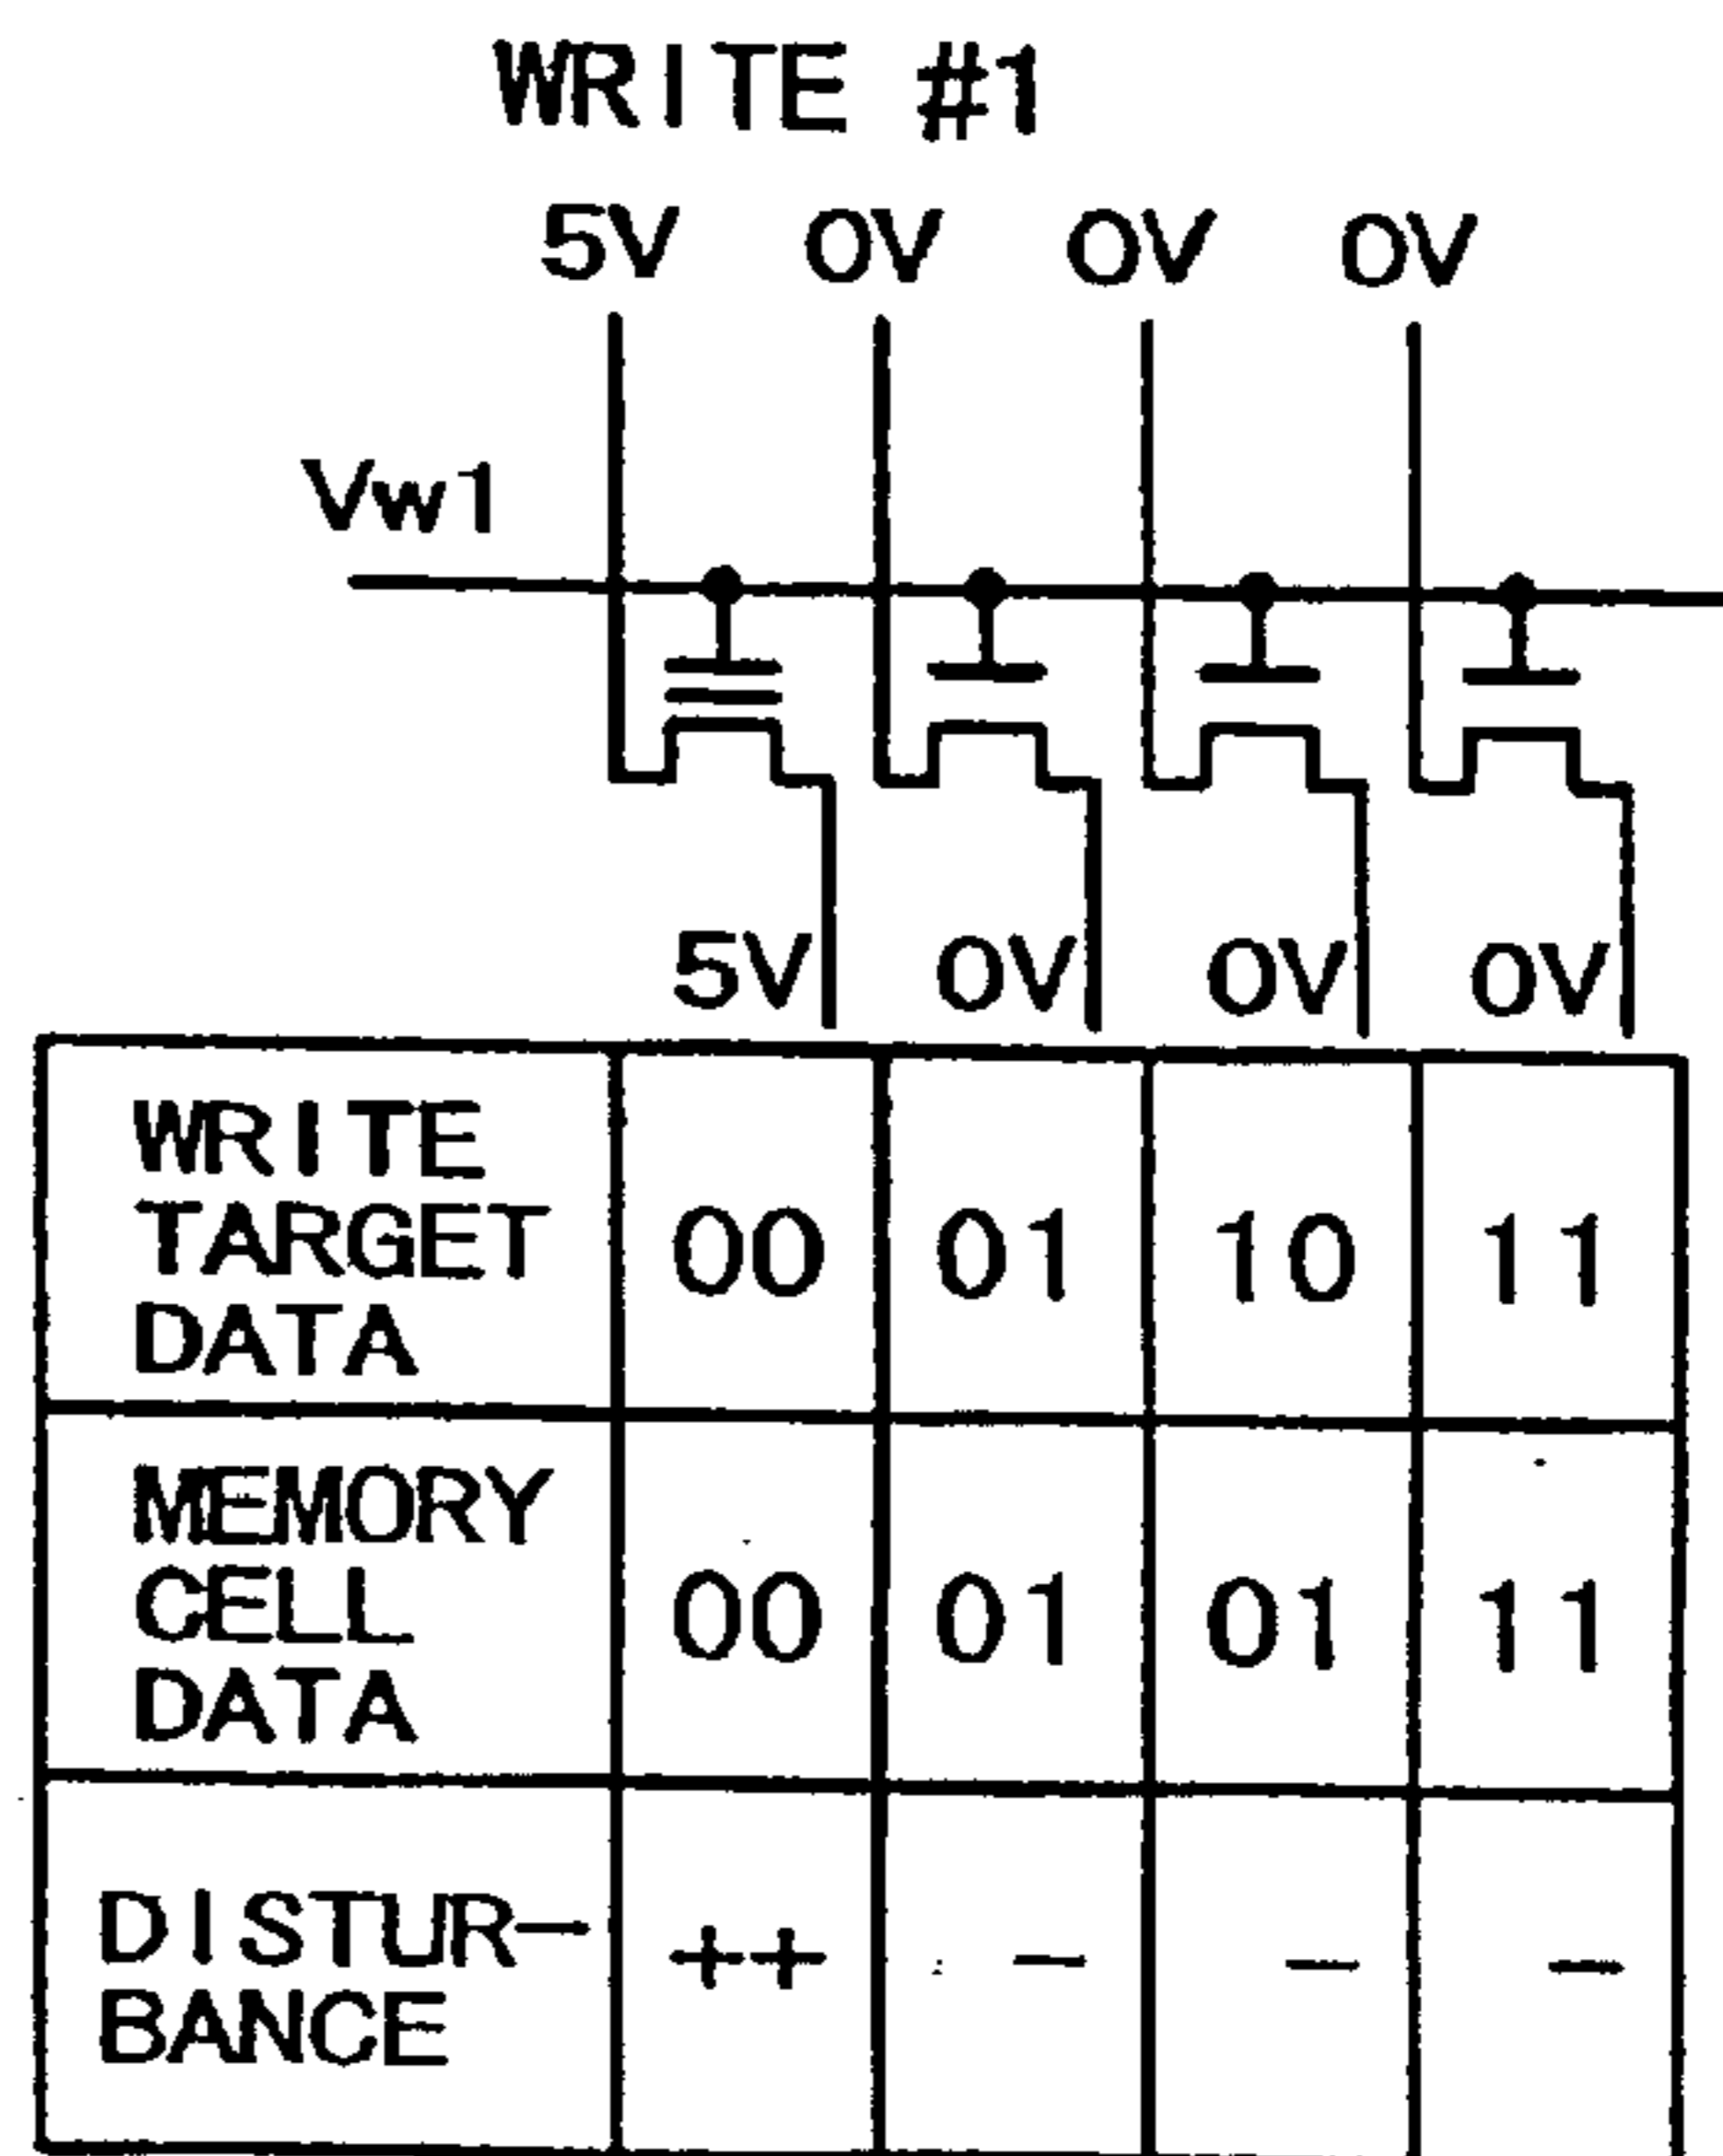 WRITE #1
5V 0V 0V 0V
Vw1
5V 0V 0V 0V
WRITE
TARGET
DATA
00 01 10 11
MEMORY
CELL
DATA
00 01 01 11
DISTUR-
BANCE
++ - - -